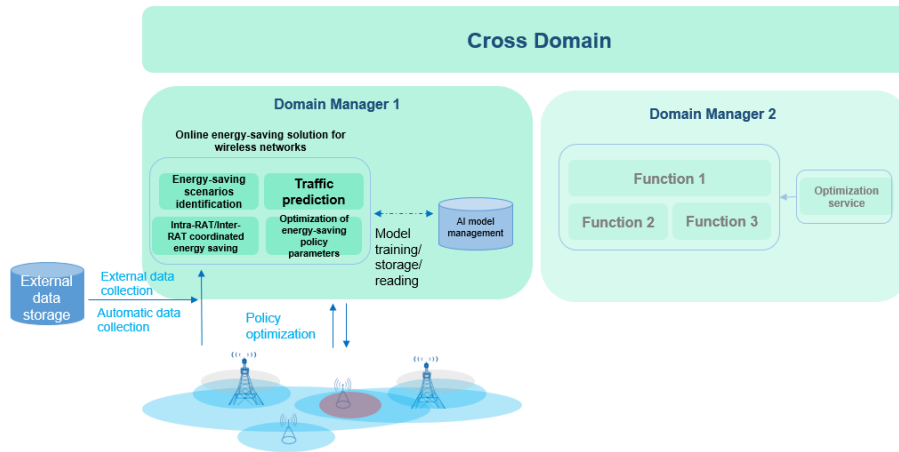 Cross Domain
Domain Manager 1
Online energy-saving solution for
wireless networks
Energy-saving
scenarios
identification
Traffic
prediction
Intra-RAT/Inter-
RAT coordinated
energy saving
Optimization of
energy-saving
policy
parameters
AI model
management
Model
training/
storage/
reading
External
data
storage
External data
collection
Automatic data
collection
Policy
optimization
Domain Manager 2
Function 1
Function 2
Function 3
Optimization
service